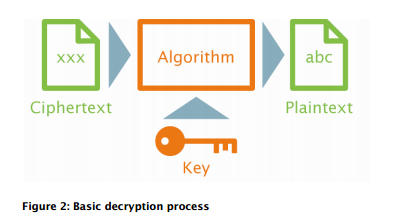 xxx
Algorithm
abc
Ciphertext
Plaintext
Key
Figure 2: Basic decryption process